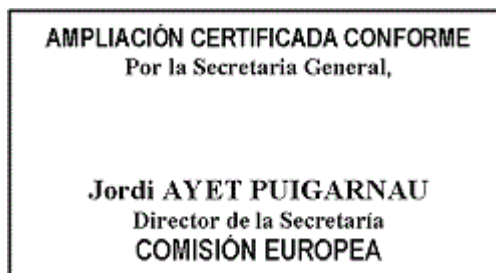 AMPLIACIÓN CERTIFICADA CONFORME
Por la Secretaria General,
Jordi AYET PUIGARNAU
Director de la Secretaría
COMISIÓN EUROPEA